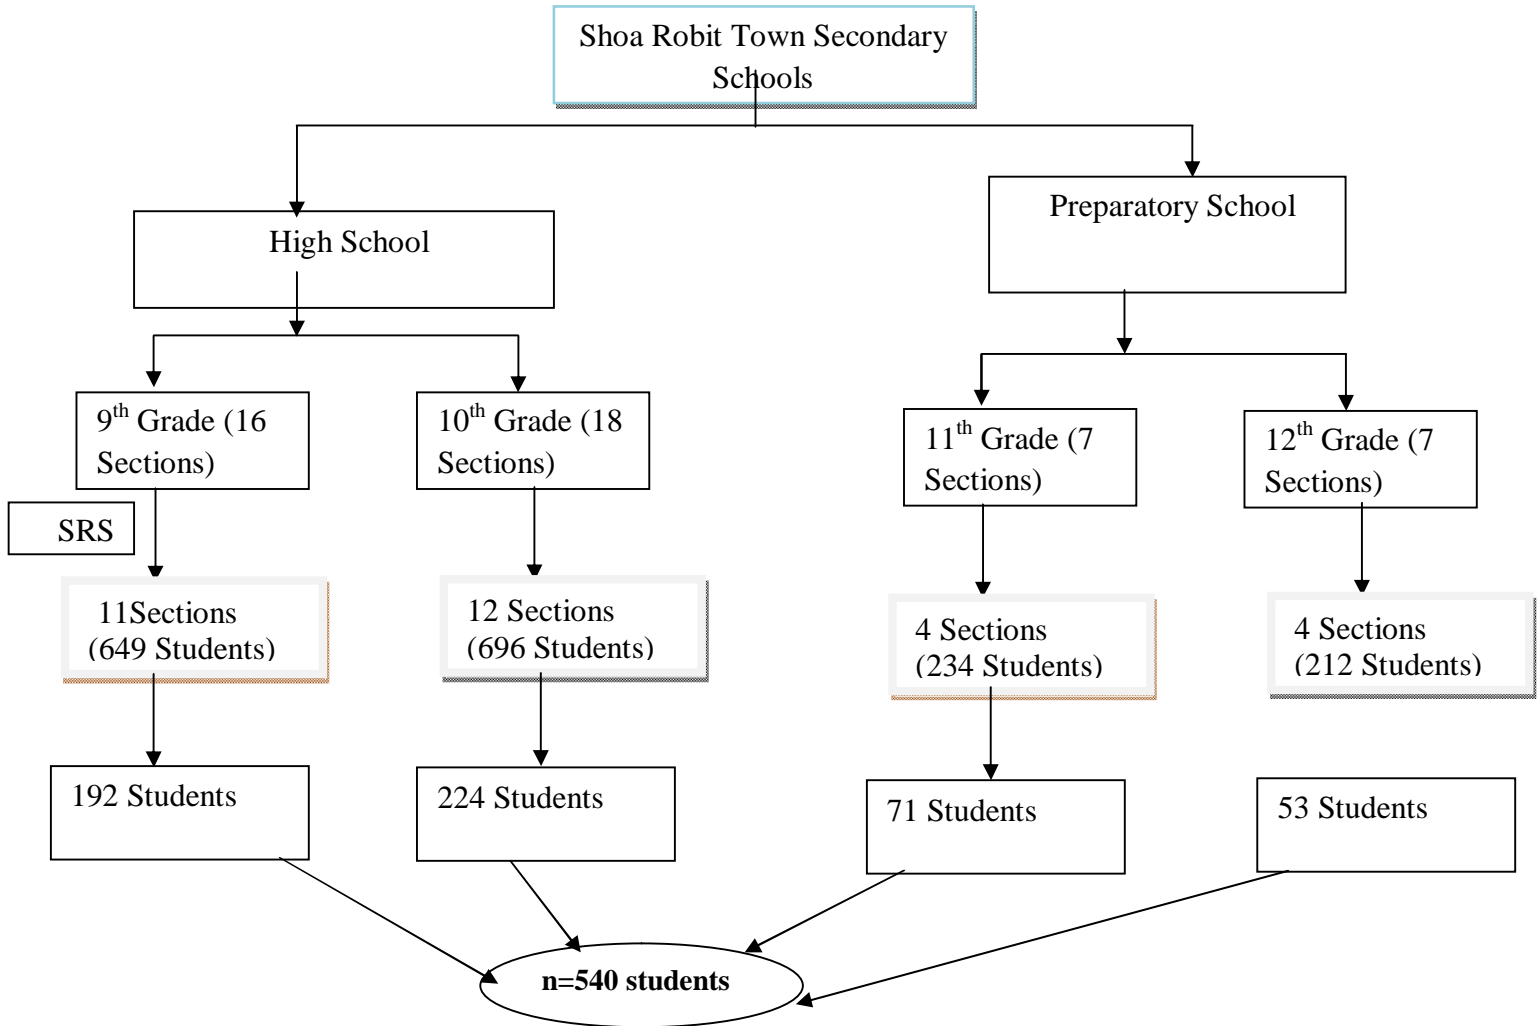 Shoa Robit Town Secondary
Schools
High School
Preparatory School
9th Grade (16
Sections)
10th Grade (18
Sections)
11th Grade (7
Sections)
12th Grade (7
Sections)
SRS
11Sections
(649 Students)
12 Sections
(696 Students)
4 Sections
(234 Students)
4 Sections
(212 Students)
192 Students
224 Students
71 Students
53 Students
n=540 students